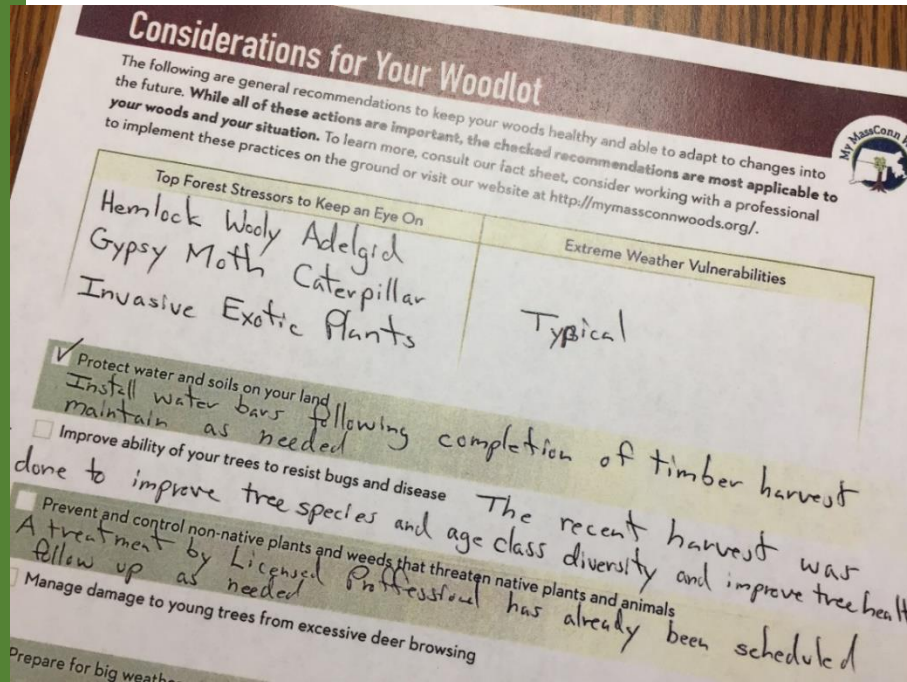 Considerations for Your Woodlot
The following are general recommendations to keep your woods healthy and able to adapt to changes into
the future. While all of these actions are important, the checked recommendations are most applicable to
your woods and your situation. To learn more, consult our fact sheet, consider working with a professional
to implement these practices on the ground or visit our website at http://mymassconnwoods.org/.
My MassConn
Top Forest Stressors to Keep an Eye On
Hemlock Wooly Adelgid
Gypsy Moth Caterpillar
Invasive Exotic Plants
Extreme Weather Vulnerabilities
Typical
Protect water and soils on your land
Install water bars following completion of timber harvest
maintain as needed
Improve ability of your trees to resist bugs and disease The recent harvest was
done to improve tree species and age class diversity and improve tree healt
Prevent and control non-native plants and weeds that threaten native plants and animals
A treatment by Licensed Proffessional has already been scheduled
follow up as needed
Manage damage to young trees from excessive deer browsing
Prepare for big weathe